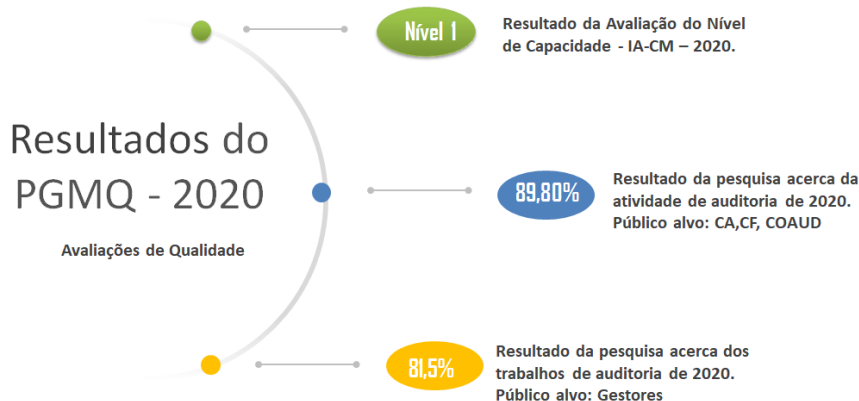 Resultados do
PGMQ - 2020
Avaliações de Qualidade
Nível 1
Resultado da Avaliação do Nível
de Capacidade - IA-CM – 2020.
89,80%
Resultado da pesquisa acerca da
atividade de auditoria de 2020.
Público alvo: CA,CF, COAUD
81,5%
Resultado da pesquisa acerca dos
trabalhos de auditoria de 2020.
Público alvo: Gestores